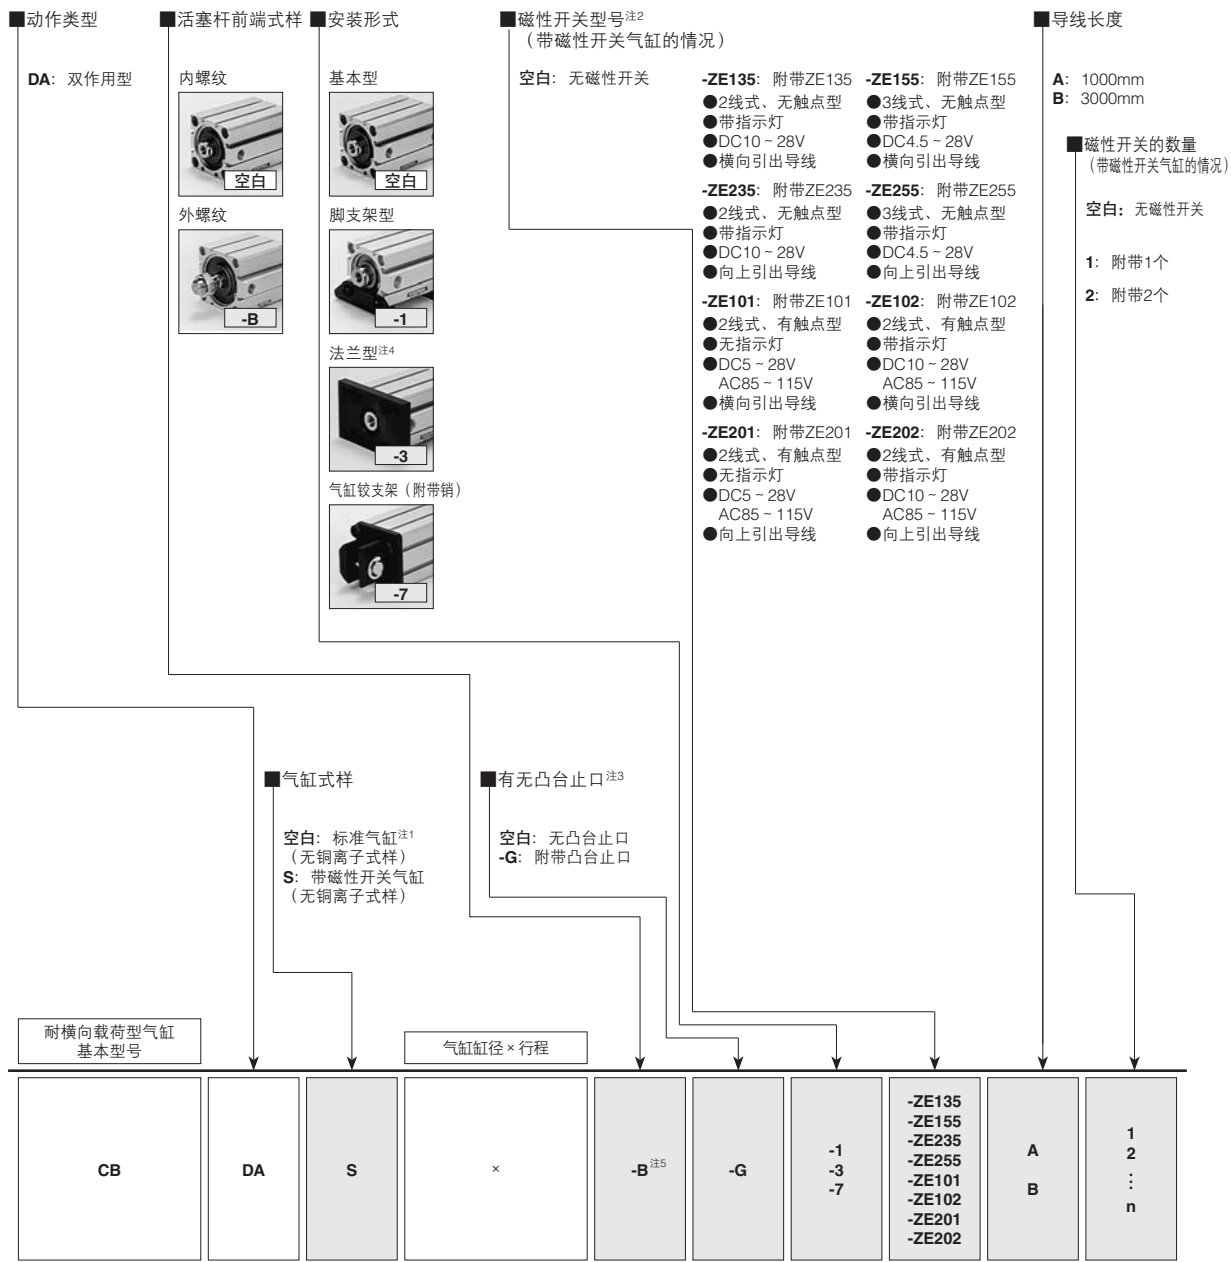 ■动作类型
DA: 双作用型
■活塞杆前端式样
内螺纹
空白
外螺纹
-B
■安装形式
基本型
空白
脚支架型
-1
法兰型注4
-3
气缸铰支架（附带销）
-7
■磁性开关型号注2
（带磁性开关气缸的情况）
空白: 无磁性开关
-ZE135: 附带ZE135
●2线式、无触点型
●带指示灯
●DC10~28V
●横向引出导线
-ZE155: 附带ZE155
●3线式、无触点型
●带指示灯
●DC4.5~28V
●横向引出导线
-ZE235: 附带ZE235
●2线式、无触点型
●带指示灯
●DC10~28V
●向上引出导线
-ZE255: 附带ZE255
●3线式、无触点型
●带指示灯
●DC4.5~28V
●向上引出导线
-ZE101: 附带ZE101
●2线式、有触点型
●无指示灯
●DC5~28V
AC85~115V
●横向引出导线
-ZE102: 附带ZE102
●2线式、有触点型
●带指示灯
●DC10~28V
AC85~115V
●横向引出导线
-ZE201: 附带ZE201
●2线式、有触点型
●无指示灯
●DC5~28V
AC85~115V
●向上引出导线
-ZE202: 附带ZE202
●2线式、有触点型
●带指示灯
●DC10~28V
AC85~115V
●向上引出导线
■导线长度
A: 1000mm
B: 3000mm
■磁性开关的数量
（带磁性开关气缸的情况）
空白: 无磁性开关
1: 附带1个
2: 附带2个
■气缸式样
空白: 标准气缸注1
（无铜离子式样）
S: 带磁性开关气缸
（无铜离子式样）
■有无凸台止口注3
空白: 无凸台止口
-G: 附带凸台止口
耐横向载荷型气缸
基本型号
气缸缸径×行程
CB
DA
S
×
-B注5
-G
-1
-3
-7
-ZE135
-ZE155
-ZE235
-ZE255
-ZE101
-ZE102
-ZE201
-ZE202
A
B
1
2
⋮
n